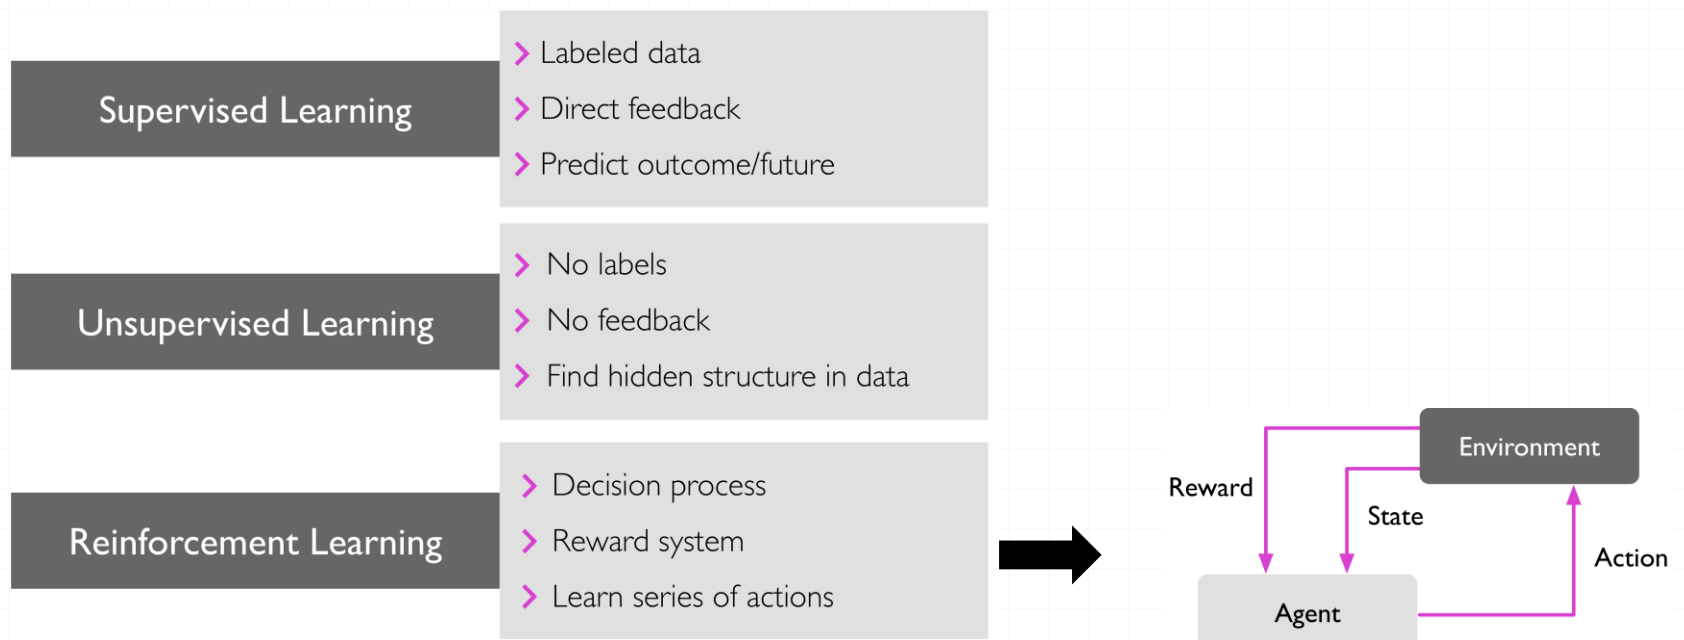 Supervised Learning
Labeled data
Direct feedback
Predict outcome/future
Unsupervised Learning
No labels
No feedback
Find hidden structure in data
Reinforcement Learning
Decision process
Reward system
Learn series of actions
Environment
Reward
State
Action
Agent